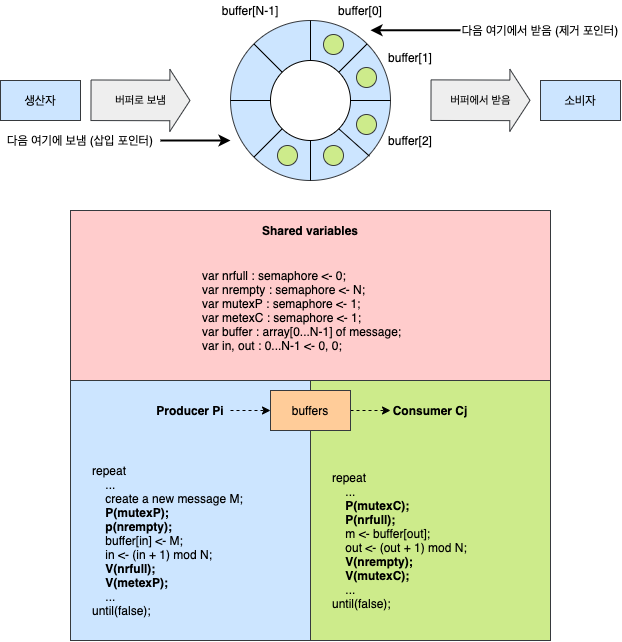 buffer[N-1]
buffer[0]
다음 여기에서 받음 (제거 포인터)
buffer[1]
생산자
버퍼로 보냄
버퍼에서 받음
소비자
다음 여기에 보냄 (삽입 포인터)
buffer[2]
Shared variables
var nrfull : semaphore <- 0;
var nrempty : semaphore <- N;
var mutexP : semaphore <- 1;
var metexC : semaphore <- 1;
var buffer : array[0...N-1] of message;
var in, out : 0...N-1 <- 0, 0;
Producer Pi
buffers
Consumer Cj
repeat
...
create a new message M;
P(mutexP);
p(nrempty);
buffer[in] <- M;
in <- (in + 1) mod N;
V(nrfull);
V(metexP);
...
until(false);
repeat
...
P(mutexC);
P(nrfull);
m <- buffer[out];
out <- (out + 1) mod N;
V(nrempty);
V(mutexC);
...
until(false);